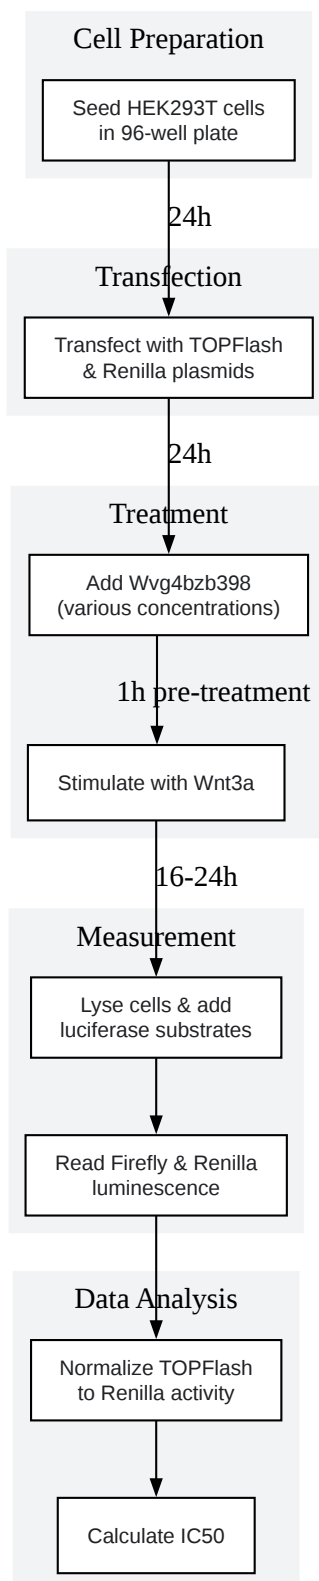 Cell Preparation
Seed HEK293T cells
in 96-well plate
24h
Transfection
Transfect with TOPFlash
& Renilla plasmids
24h
Treatment
Add Wvg4bzb398
(various concentrations)
1h pre-treatment
Stimulate with Wnt3a
16-24h
Measurement
Lyse cells & add
luciferase substrates
Read Firefly & Renilla
luminescence
Data Analysis
Normalize TOPFlash
to Renilla activity
Calculate IC50